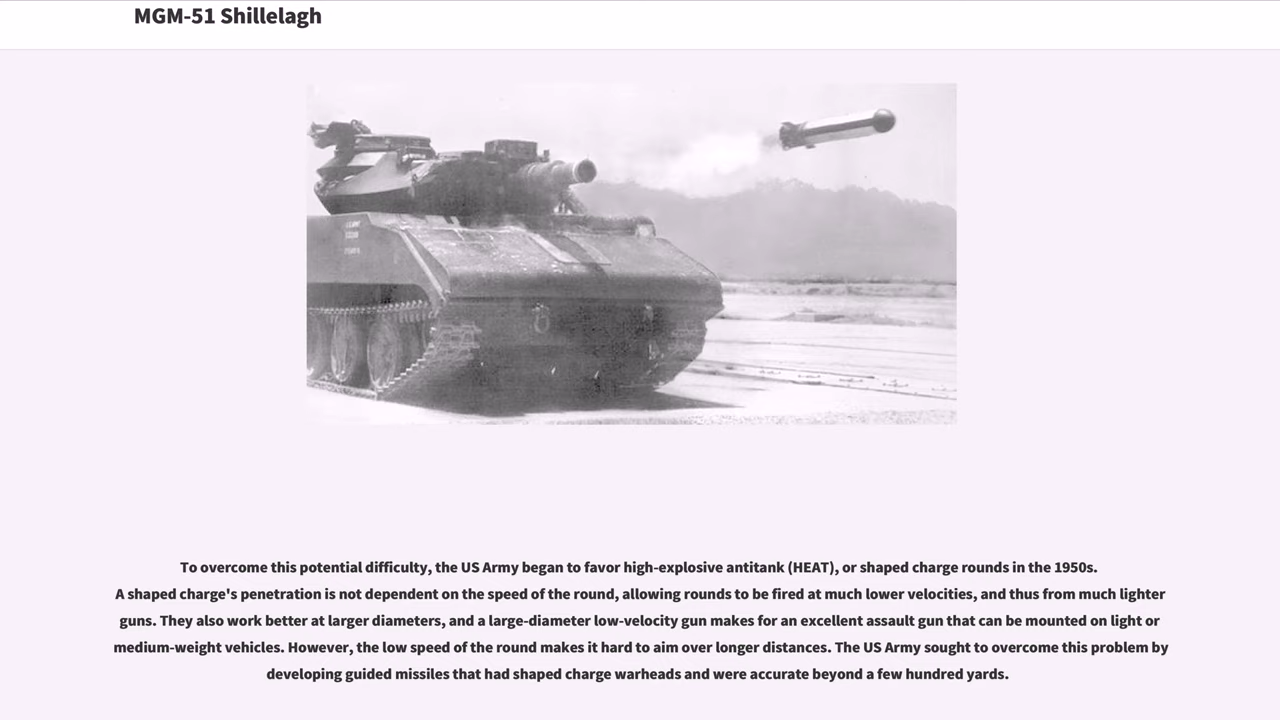 MGM-51 Shillelagh
To overcome this potential difficulty, the US Army began to favor high-explosive antitank (HEAT), or shaped charge rounds in the 1950s.
A shaped charge's penetration is not dependent on the speed of the round, allowing rounds to be fired at much lower velocities, and thus from much lighter
guns. They also work better at larger diameters, and a large-diameter low-velocity gun makes for an excellent assault gun that can be mounted on light or
medium-weight vehicles. However, the low speed of the round makes it hard to aim over longer distances. The US Army sought to overcome this problem by
developing guided missiles that had shaped charge warheads and were accurate beyond a few hundred yards.